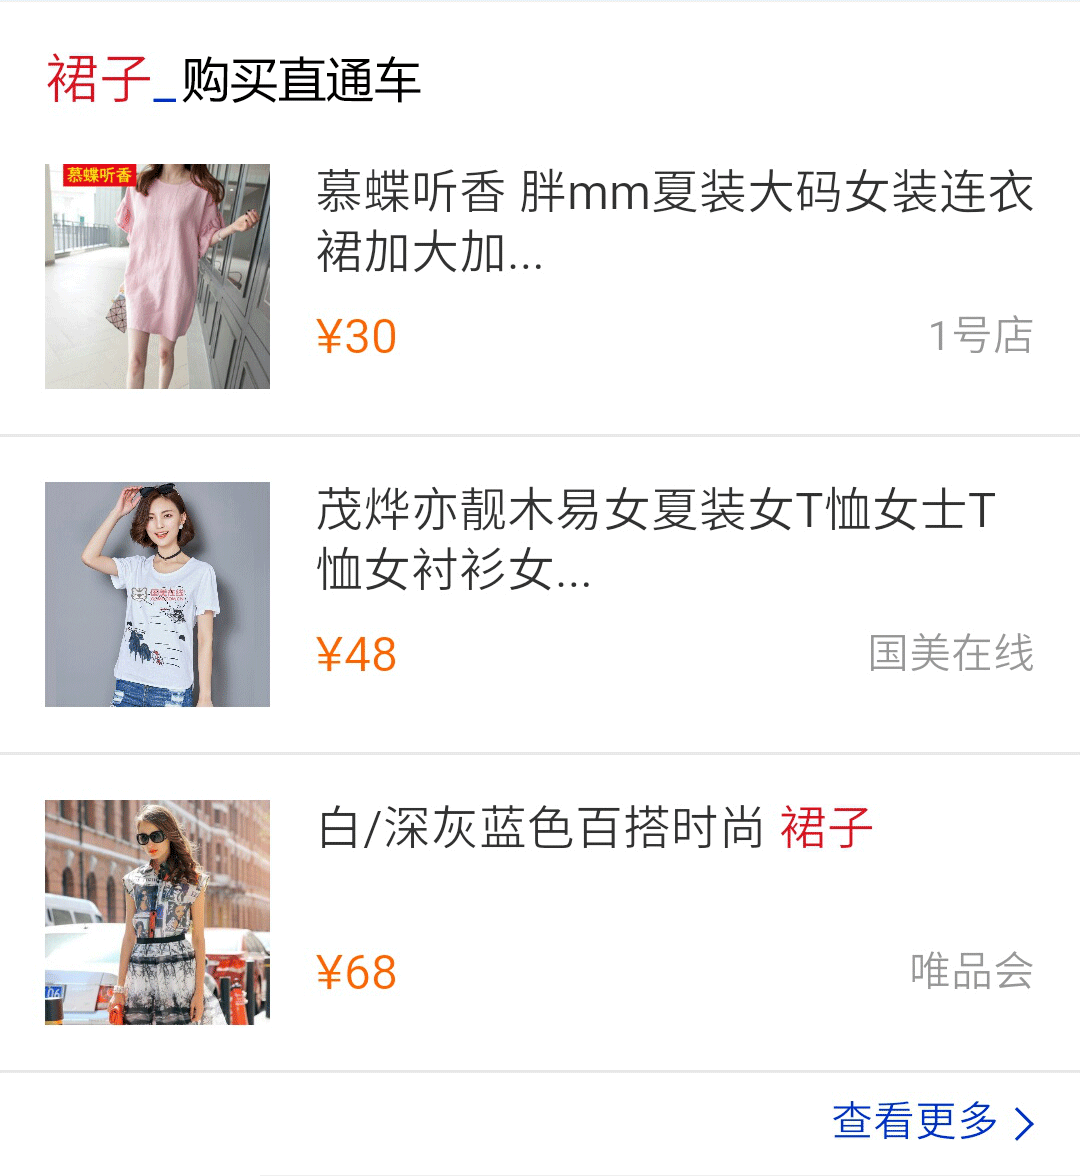 裙子_购买直通车
慕蝶听香
慕蝶听香 胖mm夏装大码女装连衣
裙加大加...
¥30
1号店
茂烨亦靓木易女夏装女T恤女士T
恤女衬衫女...
国美在线
¥48
国美在线
白/深灰蓝色百搭时尚 裙子
¥68
唯品会
查看更多